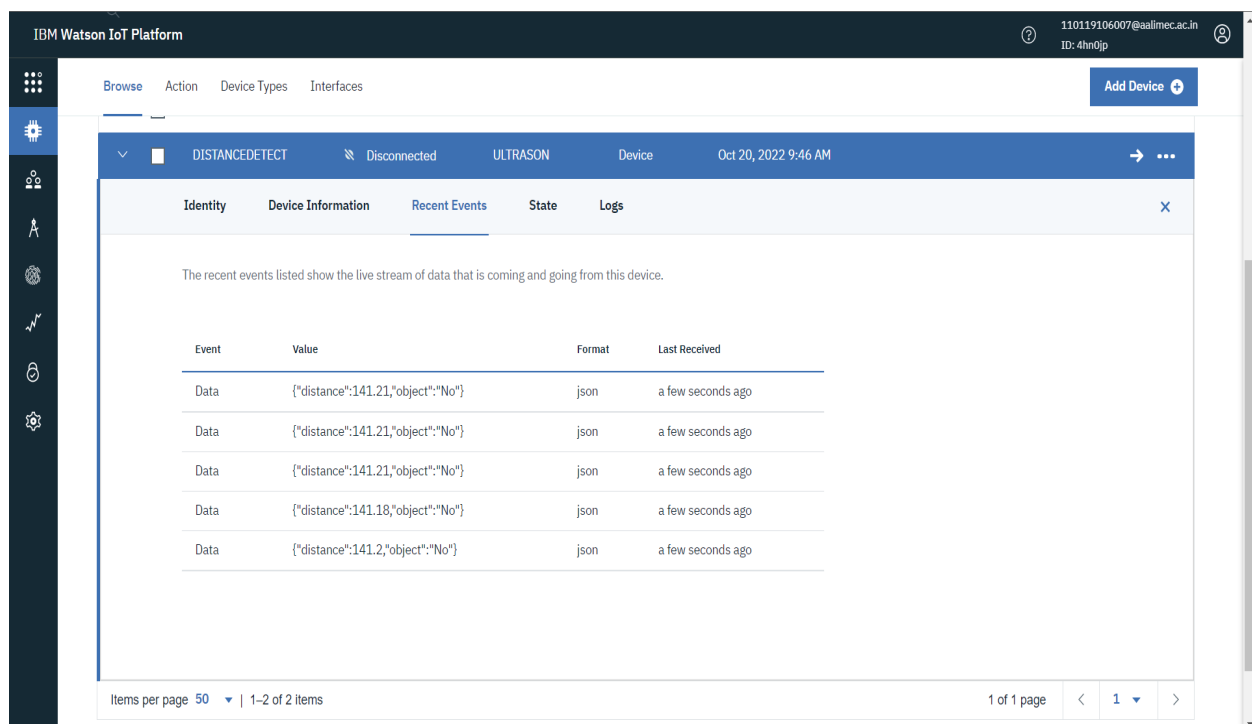 IBM Watson IoT Platform
110119106007@aalimec.ac.in
ID: 4hn0jp
Browse Action Device Types Interfaces
Add Device
DISTANCEDETECT Disconnected ULTRASON Device Oct 20, 2022 9:46 AM
Identity Device Information Recent Events State Logs
The recent events listed show the live stream of data that is coming and going from this device.
Event Value Format Last Received
Data {"distance":141.21,"object":"No"} json a few seconds ago
Data {"distance":141.21,"object":"No"} json a few seconds ago
Data {"distance":141.21,"object":"No"} json a few seconds ago
Data {"distance":141.18,"object":"No"} json a few seconds ago
Data {"distance":141.2,"object":"No"} json a few seconds ago
Items per page 50 | 1–2 of 2 items 1 of 1 page < 1 >